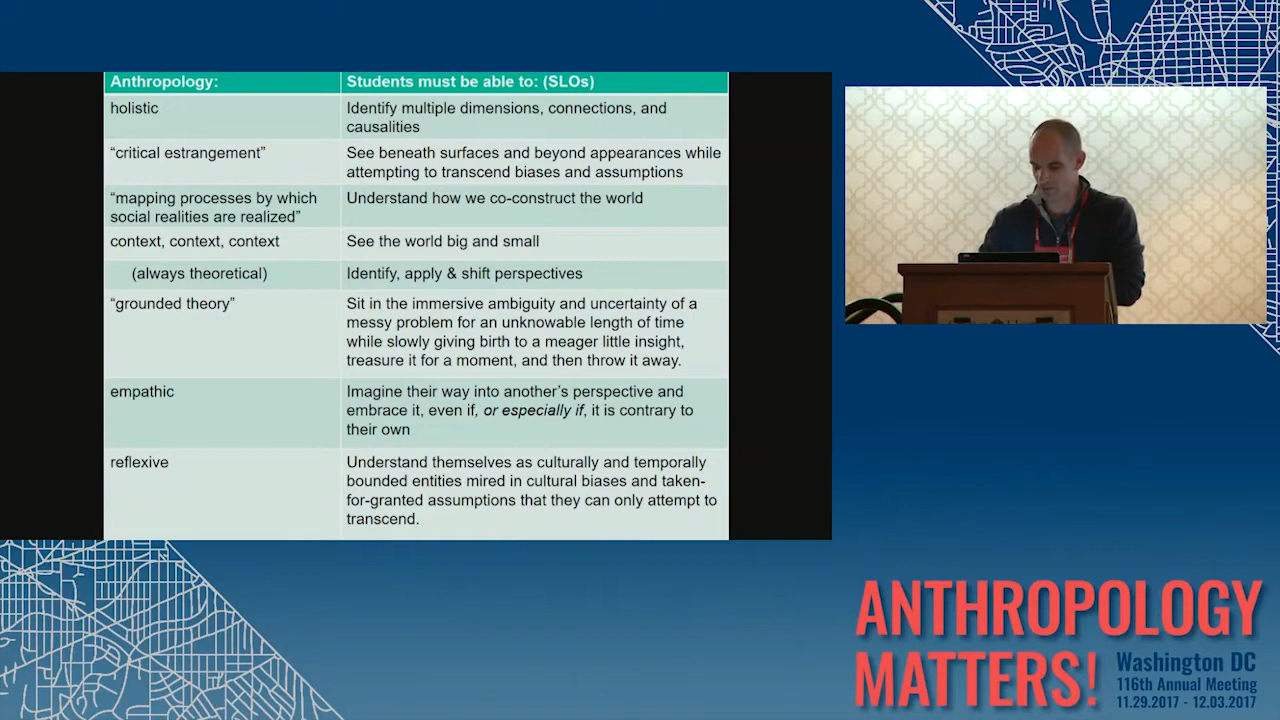 Anthropology:
Students must be able to: (SLOs)
holistic
Identify multiple dimensions, connections, and
causalities
“critical estrangement”
See beneath surfaces and beyond appearances while
attempting to transcend biases and assumptions
“mapping processes by which
social realities are realized”
Understand how we co-construct the world
context, context, context
See the world big and small
(always theoretical)
Identify, apply & shift perspectives
“grounded theory”
Sit in the immersive ambiguity and uncertainty of a
messy problem for an unknowable length of time
while slowly giving birth to a meager little insight,
treasure it for a moment, and then throw it away.
empathic
Imagine their way into another’s perspective and
embrace it, even if, or especially if, it is contrary to
their own
reflexive
Understand themselves as culturally and temporally
bounded entities mired in cultural biases and taken-
for-granted assumptions that they can only attempt to
transcend.
ANTHROPOLOGY
MATTERS!
Washington DC
116th Annual Meeting
11.29.2017 - 12.03.2017